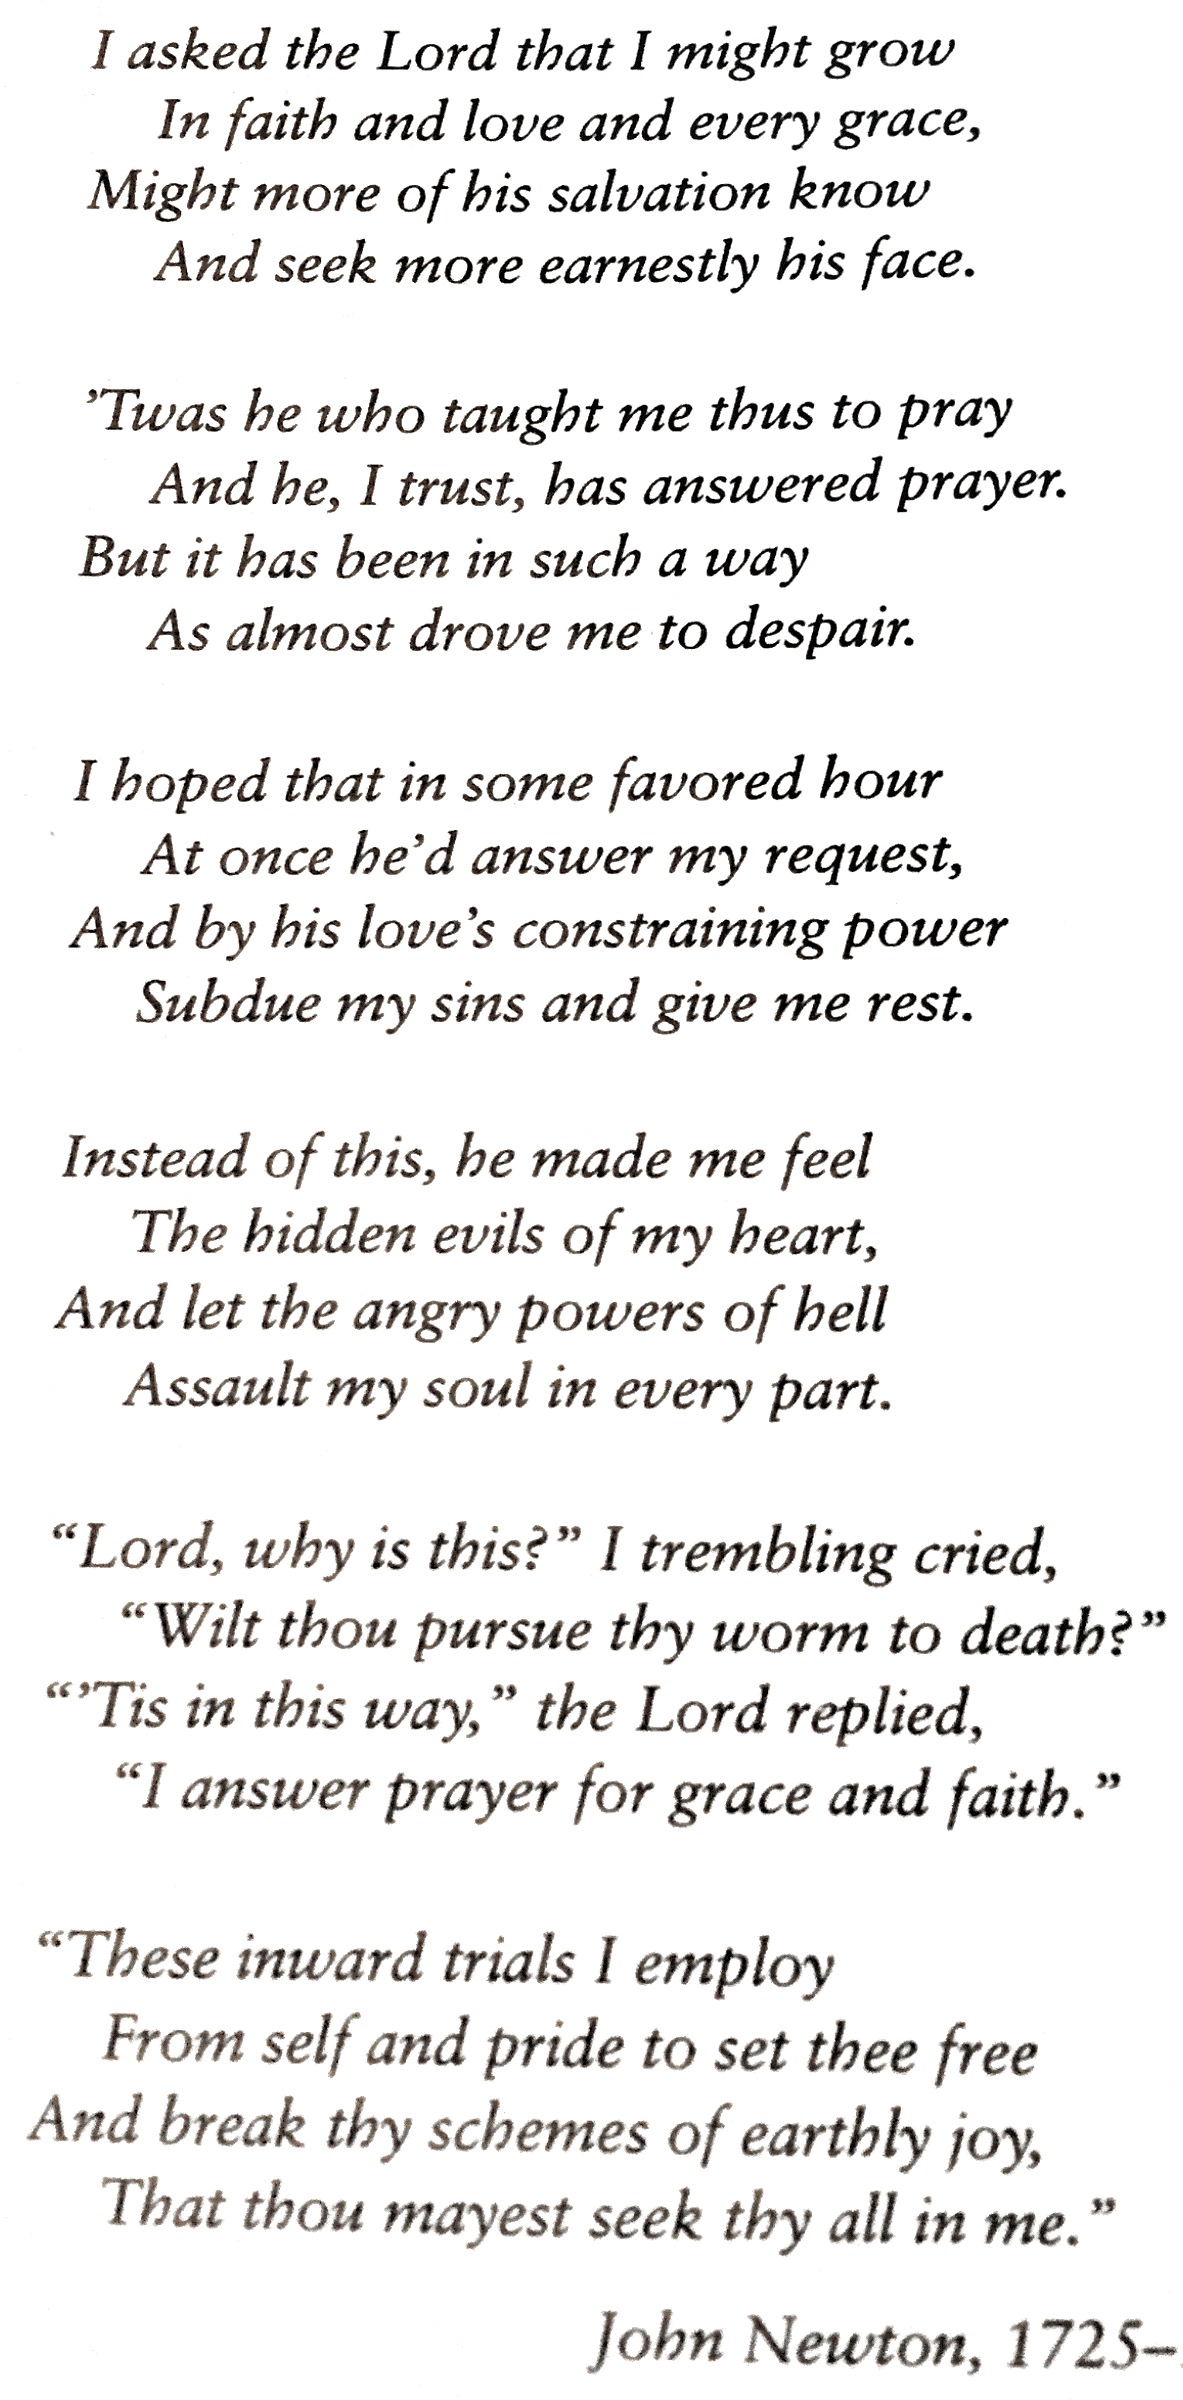 I asked the Lord that I might grow
In faith and love and every grace,
Might more of his salvation know
And seek more earnestly his face.
’Twas he who taught me thus to pray
And he, I trust, has answered prayer.
But it has been in such a way
As almost drove me to despair.
I hoped that in some favored hour
At once he’d answer my request,
And by his love’s constraining power
Subdue my sins and give me rest.
Instead of this, he made me feel
The hidden evils of my heart,
And let the angry powers of hell
Assault my soul in every part.
“Lord, why is this?” I trembling cried,
“Wilt thou pursue thy worm to death?”
“’Tis in this way,” the Lord replied,
“I answer prayer for grace and faith.”
“These inward trials I employ
From self and pride to set thee free
And break thy schemes of earthly joy,
That thou mayest seek thy all in me.”
John Newton, 1725–